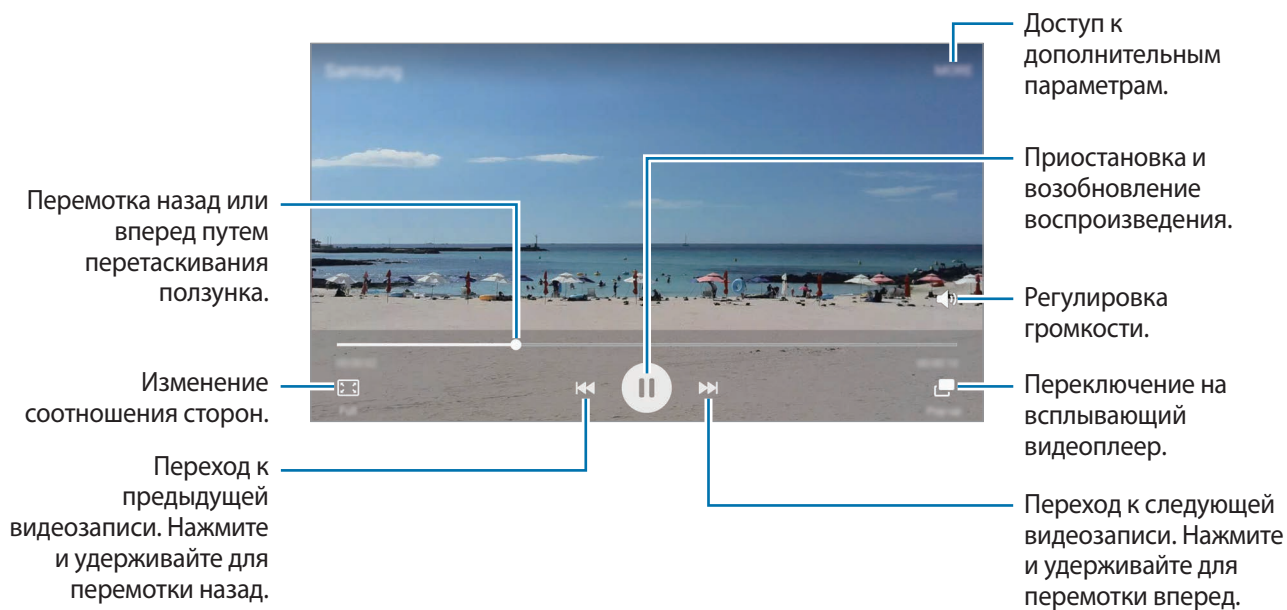 Доступ к
дополнительным
параметрам.
Приостановка и
возобновление
воспроизведения.
Перемотка назад или
вперед путем
перетаскивания
ползунка.
Регулировка
громкости.
Изменение
соотношения сторон.
Переключение на
всплывающий
видеоплеер.
Переход к
предыдущей
видеозаписи. Нажмите
и удерживайте для
перемотки назад.
Переход к следующей
видеозаписи. Нажмите
и удерживайте для
перемотки вперед.